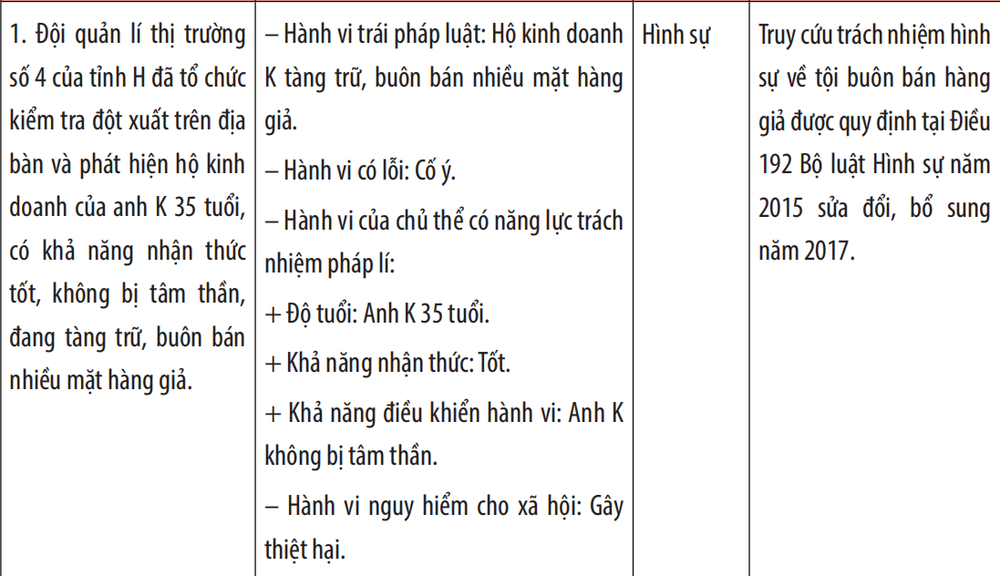 1. Đội quản lí thị trường
số 4 của tỉnh H đã tổ chức
kiểm tra đột xuất trên địa
bàn và phát hiện hộ kinh
doanh của anh K 35 tuổi,
có khả năng nhận thức
tốt, không bị tâm thần,
đang tàng trữ, buôn bán
nhiều mặt hàng giả.
– Hành vi trái pháp luật: Hộ kinh doanh
K tàng trữ, buôn bán nhiều mặt hàng
giả.
– Hành vi có lỗi: Cố ý.
– Hành vi của chủ thể có năng lực trách
nhiệm pháp lí:
+ Độ tuổi: Anh K 35 tuổi.
+ Khả năng nhận thức: Tốt.
+ Khả năng điều khiển hành vi: Anh K
không bị tâm thần.
– Hành vi nguy hiểm cho xã hội: Gây
thiệt hại.
Hình sự
Truy cứu trách nhiệm hình
sự về tội buôn bán hàng
giả được quy định tại Điều
192 Bộ luật Hình sự năm
2015 sửa đổi, bổ sung
năm 2017.